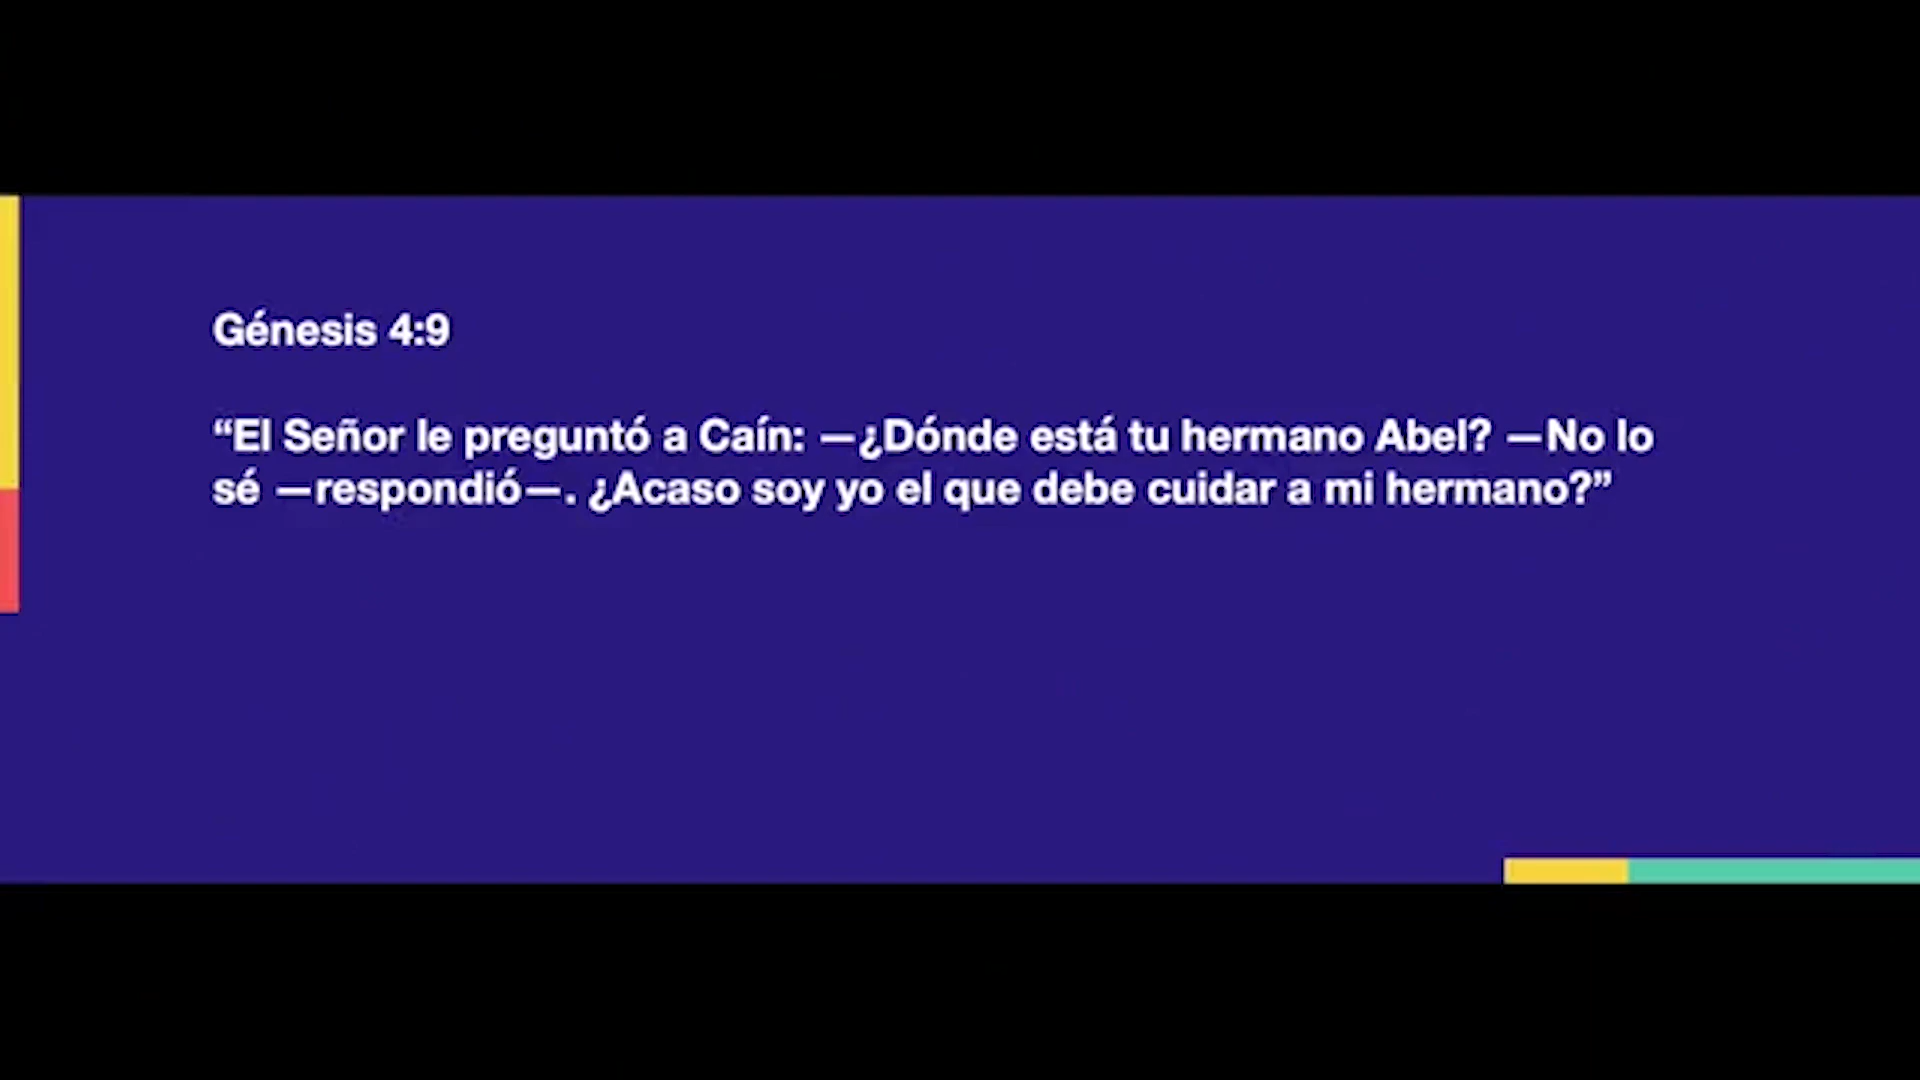 Génesis 4:9
“El Señor le preguntó a Caín: —¿Dónde está tu hermano Abel? —No lo
sé —respondió—. ¿Acaso soy yo el que debe cuidar a mi hermano?”